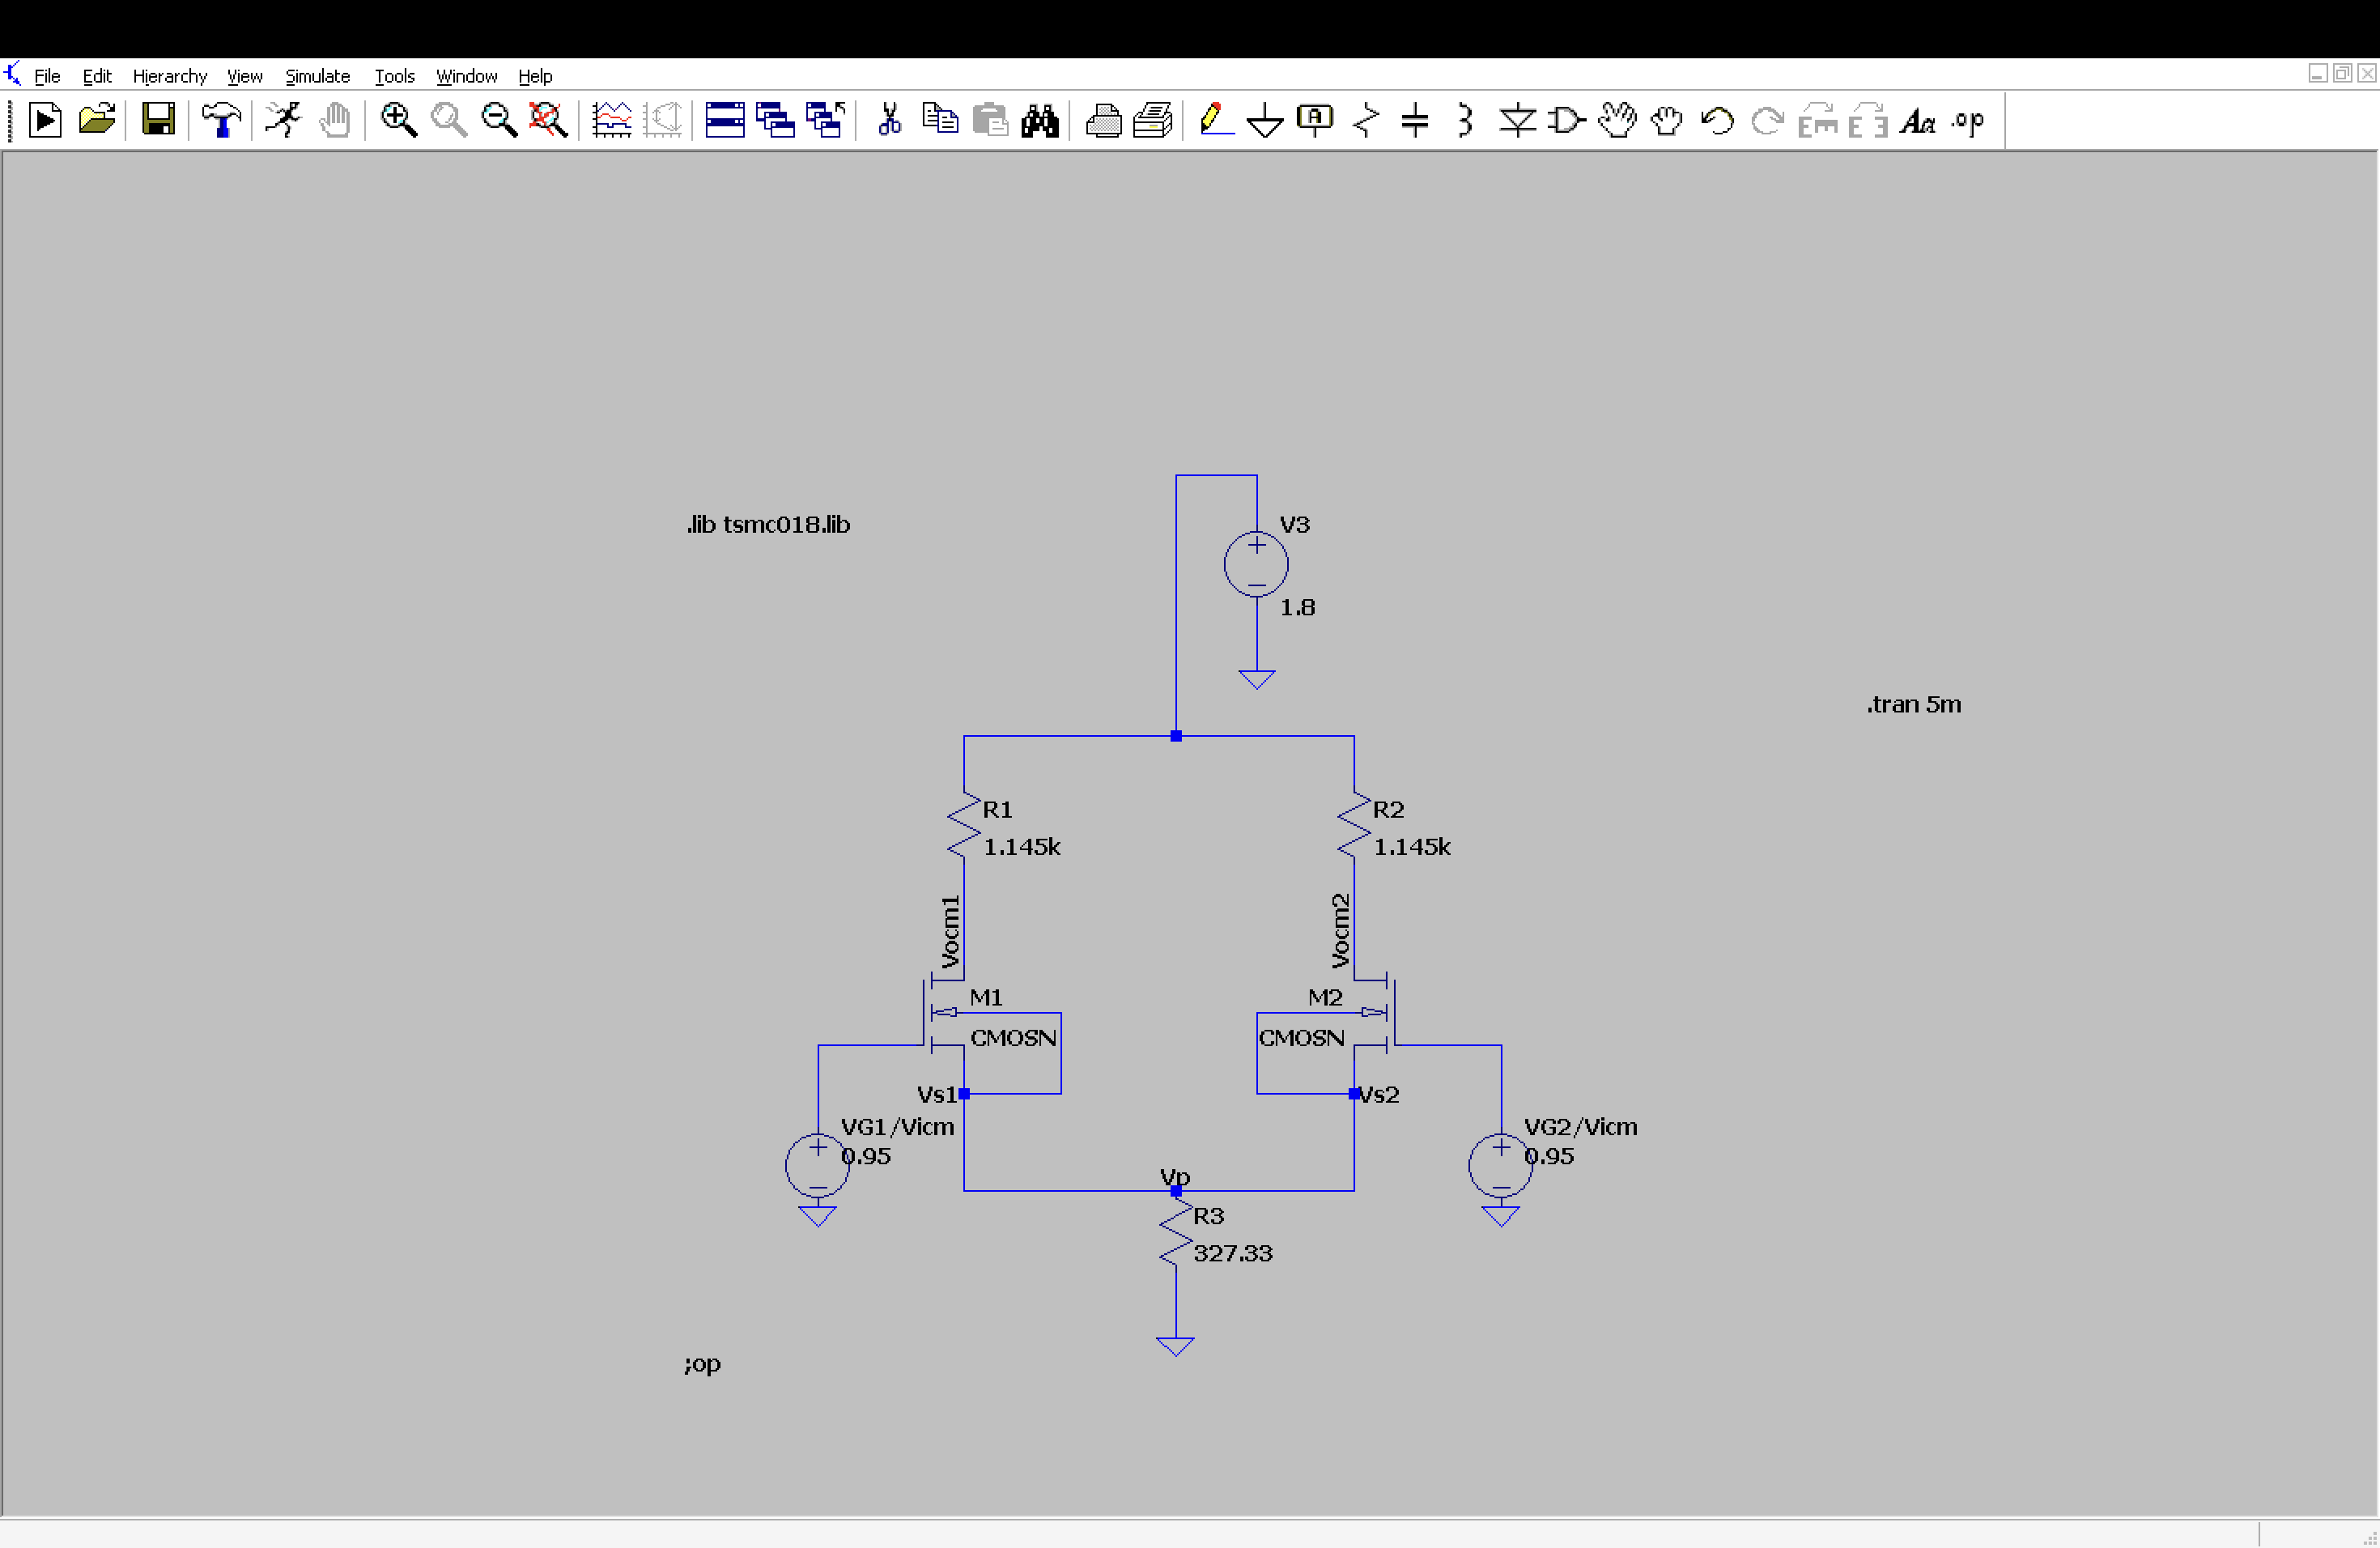 File Edit Hierarchy View Simulate Tools Window Help
A
Aa .op
.lib tsmc018.lib
V3
1.8
.tran 5m
R1
1.145k
R2
1.145k
Vocm1
Vocm2
M1
CMOSN
M2
CMOSN
Vs1
Vs2
VG1/Vicm
0.95
VG2/Vicm
0.95
Vp
R3
327.33
;op